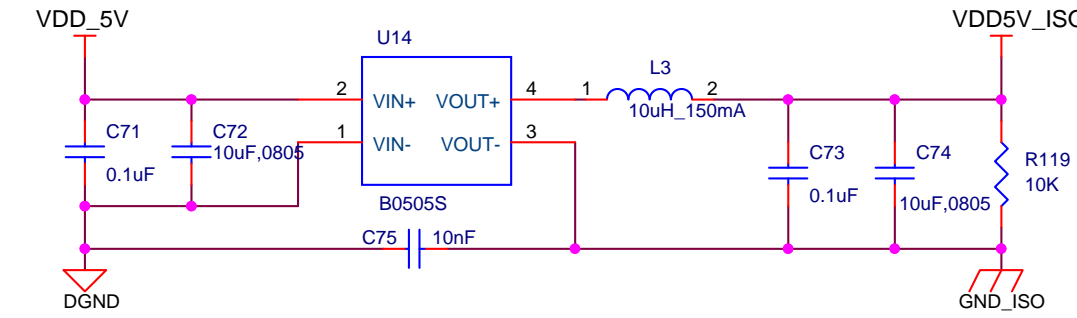 VDD_5V
VDD5V_ISO
U14
L3
2
VIN+
VOUT+
4
1
2
10uH_150mA
C71
C72
10uF,0805
0.1uF
1
VIN-
VOUT-
3
C73
0.1uF
C74
10uF,0805
R119
10K
B0505S
C75
10nF
DGND
GND_ISO